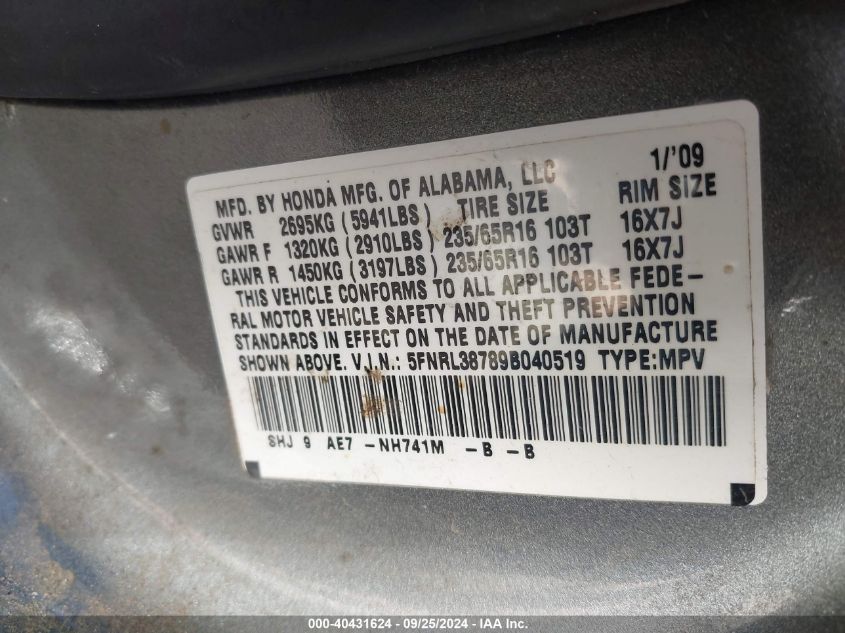 MFD. BY HONDA MFG. OF ALABAMA, LLC 1/'09
GVWR 2695KG (5941LBS) TIRE SIZE RIM SIZE
GAWR F 1320KG (2910LBS) 235/65R16 103T 16X7J
GAWR R 1450KG (3197LBS) 235/65R16 103T 16X7J
THIS VEHICLE CONFORMS TO ALL APPLICABLE FEDE-
RAL MOTOR VEHICLE SAFETY AND THEFT PREVENTION
STANDARDS IN EFFECT ON THE DATE OF MANUFACTURE
SHOWN ABOVE. V.I.N.: 5FNRL38789B040519 TYPE:MPV
SHJ 9 AE7 -NH741M -B -B
000-40431624 - 09/25/2024 - IAA Inc.